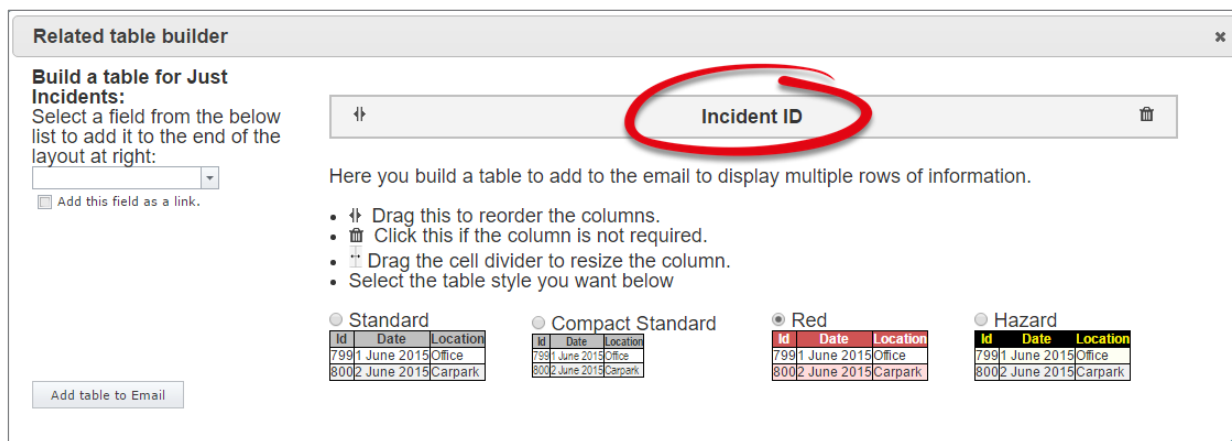 Related table builder
Build a table for Just
Incidents:
Select a field from the below
list to add it to the end of the
layout at right:
Add this field as a link.
Add table to Email
Incident ID
Here you build a table to add to the email to display multiple rows of information.
Drag this to reorder the columns.
Click this if the column is not required.
Drag the cell divider to resize the column.
Select the table style you want below
Standard
Id Date Location
799 1 June 2015 Office
800 2 June 2015 Carpark
Compact Standard
Id Date Location
799 1 June 2015 Office
800 2 June 2015 Carpark
Red
Id Date Location
799 1 June 2015 Office
800 2 June 2015 Carpark
Hazard
Id Date Location
799 1 June 2015 Office
800 2 June 2015 Carpark